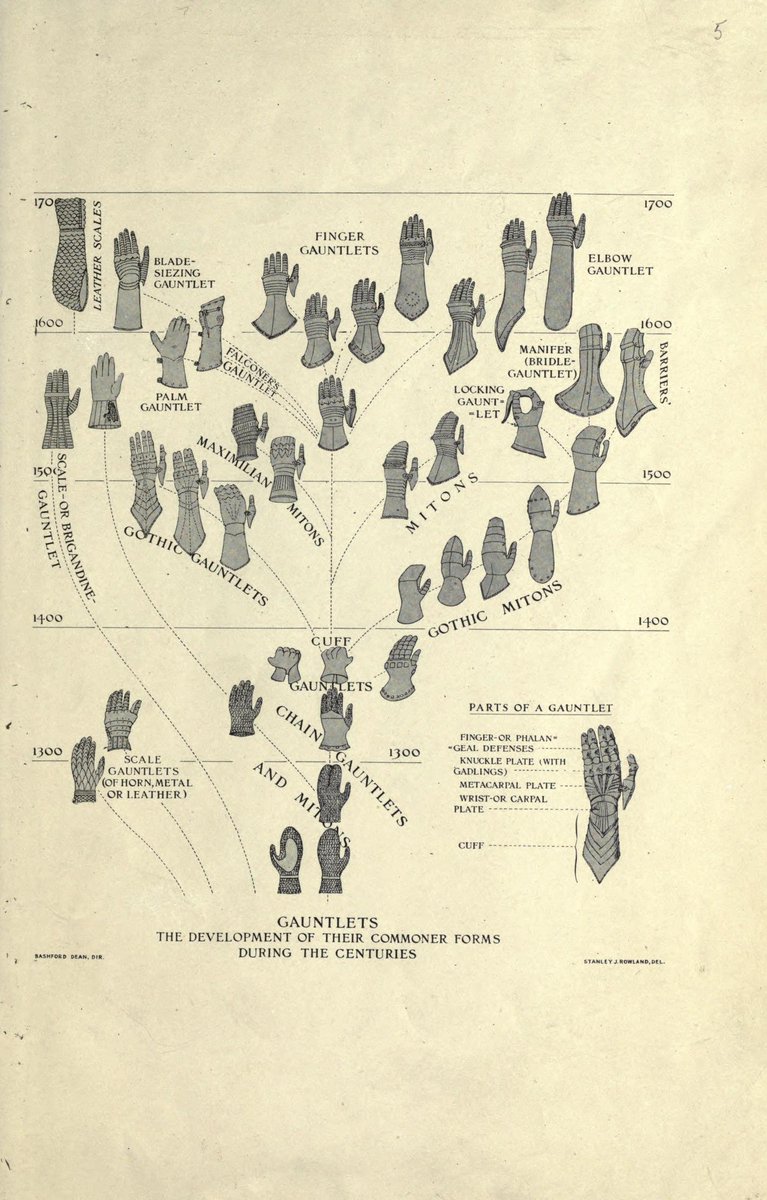 5
170
1700
LEATHER SCALES
BLADE-
SIEZING
GAUNTLET
FINGER
GAUNTLETS
ELBOW
GAUNTLET
1600
1600
FALCONER'S
GAUNTLET
PALM
GAUNTLET
MANIFER
(BRIDLE-
GAUNTLET)
BARRIERS
LOCKING
GAUNT=
=LET
MAXIMILIAN
MITONS
MITONS
1500
1500
SCALE-OR BRIGANDINE-
GAUNTLET
GOTHIC GAUNTLETS
GOTHIC MITONS
1400
1400
CUFF
GAUNTLETS
CHAIN GAUNTLETS
AND MITONS
1300
1300
SCALE
GAUNTLETS
(OF HORN, METAL
OR LEATHER)
PARTS OF A GAUNTLET
FINGER-OR PHALAN=
=GEAL DEFENSES
KNUCKLE PLATE (WITH
GADLINGS)
METACARPAL PLATE
WRIST-OR CARPAL
PLATE
CUFF
GAUNTLETS
THE DEVELOPMENT OF THEIR COMMONER FORMS
DURING THE CENTURIES
BASHFORD DEAN, DIR.
STANLEY J. ROWLAND, DEL.